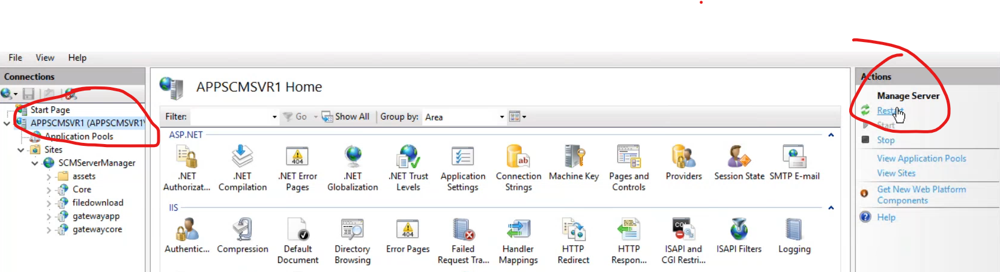 File View Help
Connections
Start Page
APPSCMSVR1 (APPSCMSVR1\
Application Pools
Sites
SCMServerManager
assets
Core
filedownload
gatewayapp
gatewaycore
APPSCMSVR1 Home
Filter: Go Show All Group by: Area
ASP.NET
.NET Authorizat...
.NET Compilation
.NET Error Pages
.NET Globalization
.NET Trust Levels
Application Settings
Connection Strings
Machine Key
Pages and Controls
Providers
Session State
SMTP E-mail
IIS
Authentic...
Compression
Default Document
Directory Browsing
Error Pages
Failed Request Tra...
Handler Mappings
HTTP Redirect
HTTP Respon...
ISAPI and CGI Restri...
ISAPI Filters
Logging
Actions
Manage Server
Restart
Start
Stop
View Application Pools
View Sites
Get New Web Platform
Components
Help